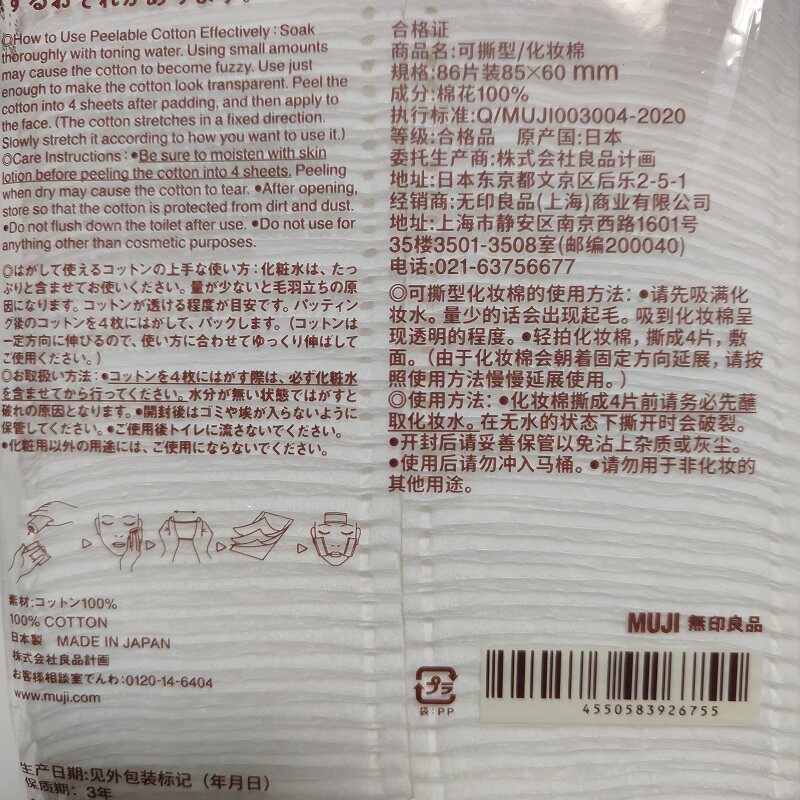 するおそれがあります。
◎How to Use Peelable Cotton Effectively : Soak
thoroughly with toning water. Using small amounts
may cause the cotton to become fuzzy. Use just
enough to make the cotton look transparent. Peel the
cotton into 4 sheets after padding, and then apply to
the face. (The cotton stretches in a fixed direction.
Slowly stretch it according to how you want to use it.)
◎Care Instructions : ●Be sure to moisten with skin
lotion before peeling the cotton into 4 sheets. Peeling
when dry may cause the cotton to tear. ●After opening,
store so that the cotton is protected from dirt and dust.
●Do not flush down the toilet after use. ●Do not use for
anything other than cosmetic purposes.
◎はがして使えるコットンの上手な使い方：化粧水は、たっ
ぷりと含ませてお使いください。量が少ないと毛羽立ちの原
因になります。コットンが透ける程度が目安です。パッティン
グ後のコットンを4枚にはがして、パックします。（コットンは
一定方向に伸びるので、使い方に合わせてゆっくり伸ばして
ご使用ください。）
◎お取扱い方法：●コットンを4枚にはがす際は、必ず化粧水
を含ませてから行ってください。水分が無い状態ではがすと
破れの原因となります。●開封後はゴミや埃が入らないように
保管してください。●ご使用後トイレに流さないでください。
●化粧用以外の用途には、ご使用にならないでください。
素材:コットン100%
100% COTTON
日本製 MADE IN JAPAN
株式会社良品計画
お客様相談室でんわ:0120-14-6404
www.muji.com
生产日期:见外包装标记（年月日）
保质期：3年
合格证
商品名:可撕型/化妆棉
规格:86片装85×60 mm
成分:棉花100%
执行标准:Q/MUJI003004-2020
等级:合格品 原产国:日本
委托生产商:株式会社良品计画
地址:日本东京都文京区后乐2-5-1
经销商:无印良品(上海)商业有限公司
地址:上海市静安区南京西路1601号
35楼3501-3508室(邮编200040)
电话:021-63756677
◎可撕型化妆棉的使用方法：●请先吸满化
妆水。量少的话会出现起毛。吸到化妆棉呈
现透明的程度。●轻拍化妆棉，撕成4片，敷
面。（由于化妆棉会朝着固定方向延展，请按
照使用方法慢慢延展使用。）
◎使用方法：●化妆棉撕成4片前请务必先蘸
取化妆水。在无水的状态下撕开时会破裂。
●开封后请妥善保管以免沾上杂质或灰尘。
●使用后请勿冲入马桶。●请勿用于非化妆的
其他用途。
MUJI 無印良品
プラ
袋:PP
4550583926755